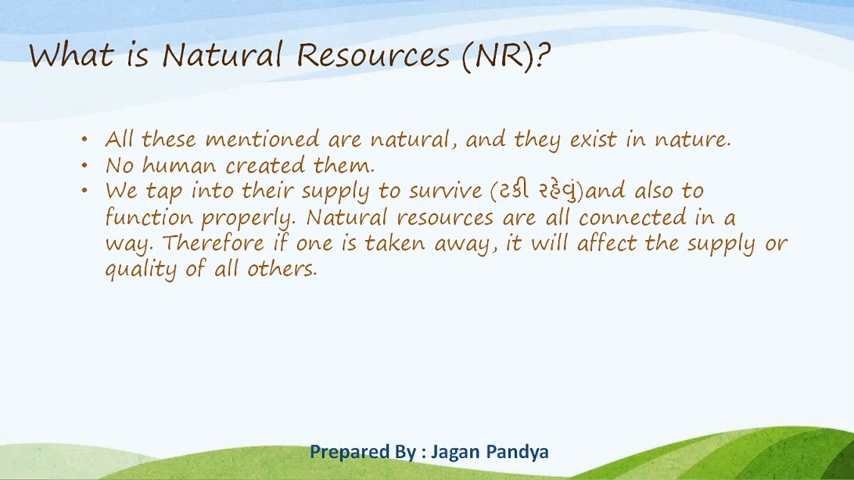 What is Natural Resources (NR)?
• All these mentioned are natural, and they exist in nature.
• No human created them.
• We tap into their supply to survive (ટકી રહેવું)and also to
function properly. Natural resources are all connected in a
way. Therefore if one is taken away, it will affect the supply or
quality of all others.
Prepared By : Jagan Pandya